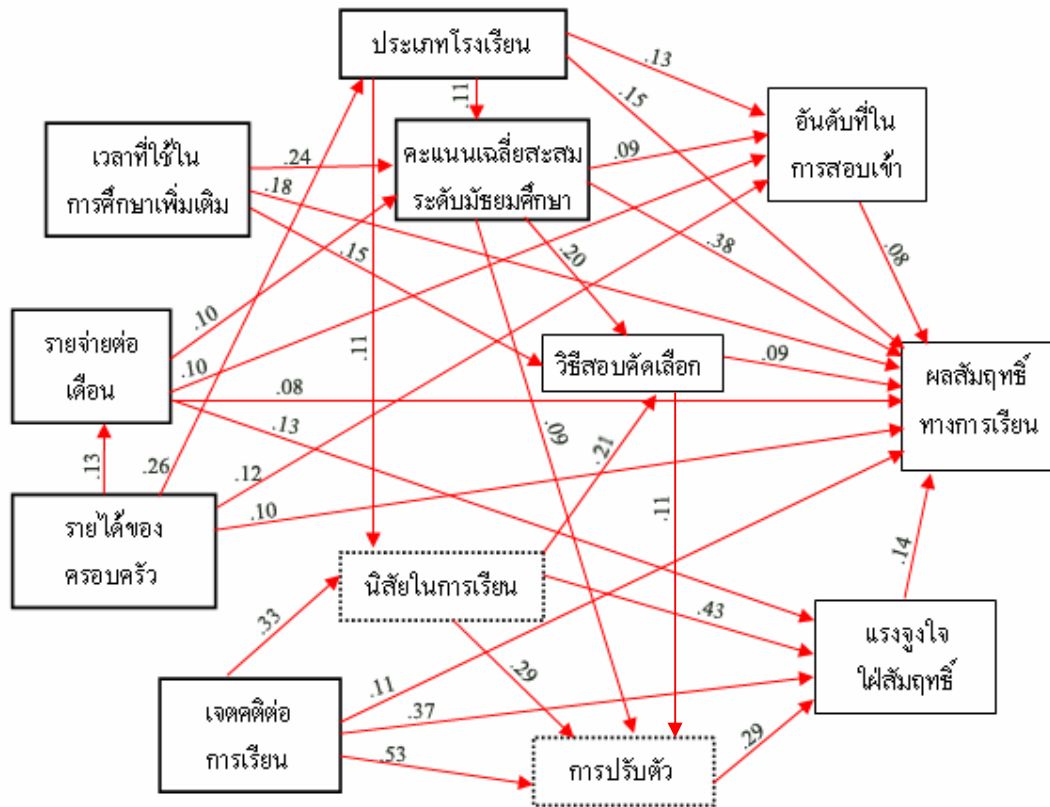 ประเภทโรงเรียน
.13
.15
.11
อันดับที่ใน
การสอบเข้า
เวลาที่ใช้ใน
การศึกษาเพิ่มเติม
.24
.18
.15
คะแนนเฉลี่ยสะสม
ระดับมัธยมศึกษา
.09
.38
.20
.08
รายจ่ายต่อ
เดือน
.10
.10
.11
.08
.13
วิธีสอบคัดเลือก
.09
ผลสัมฤทธิ์
ทางการเรียน
.13
.26
.12
.10
.09
.21
.11
รายได้ของ
ครอบครัว
นิสัยในการเรียน
.43
.14
.33
.29
แรงจูงใจ
ใฝ่สัมฤทธิ์
เจตคติต่อ
การเรียน
.11
.37
.53
การปรับตัว
.29